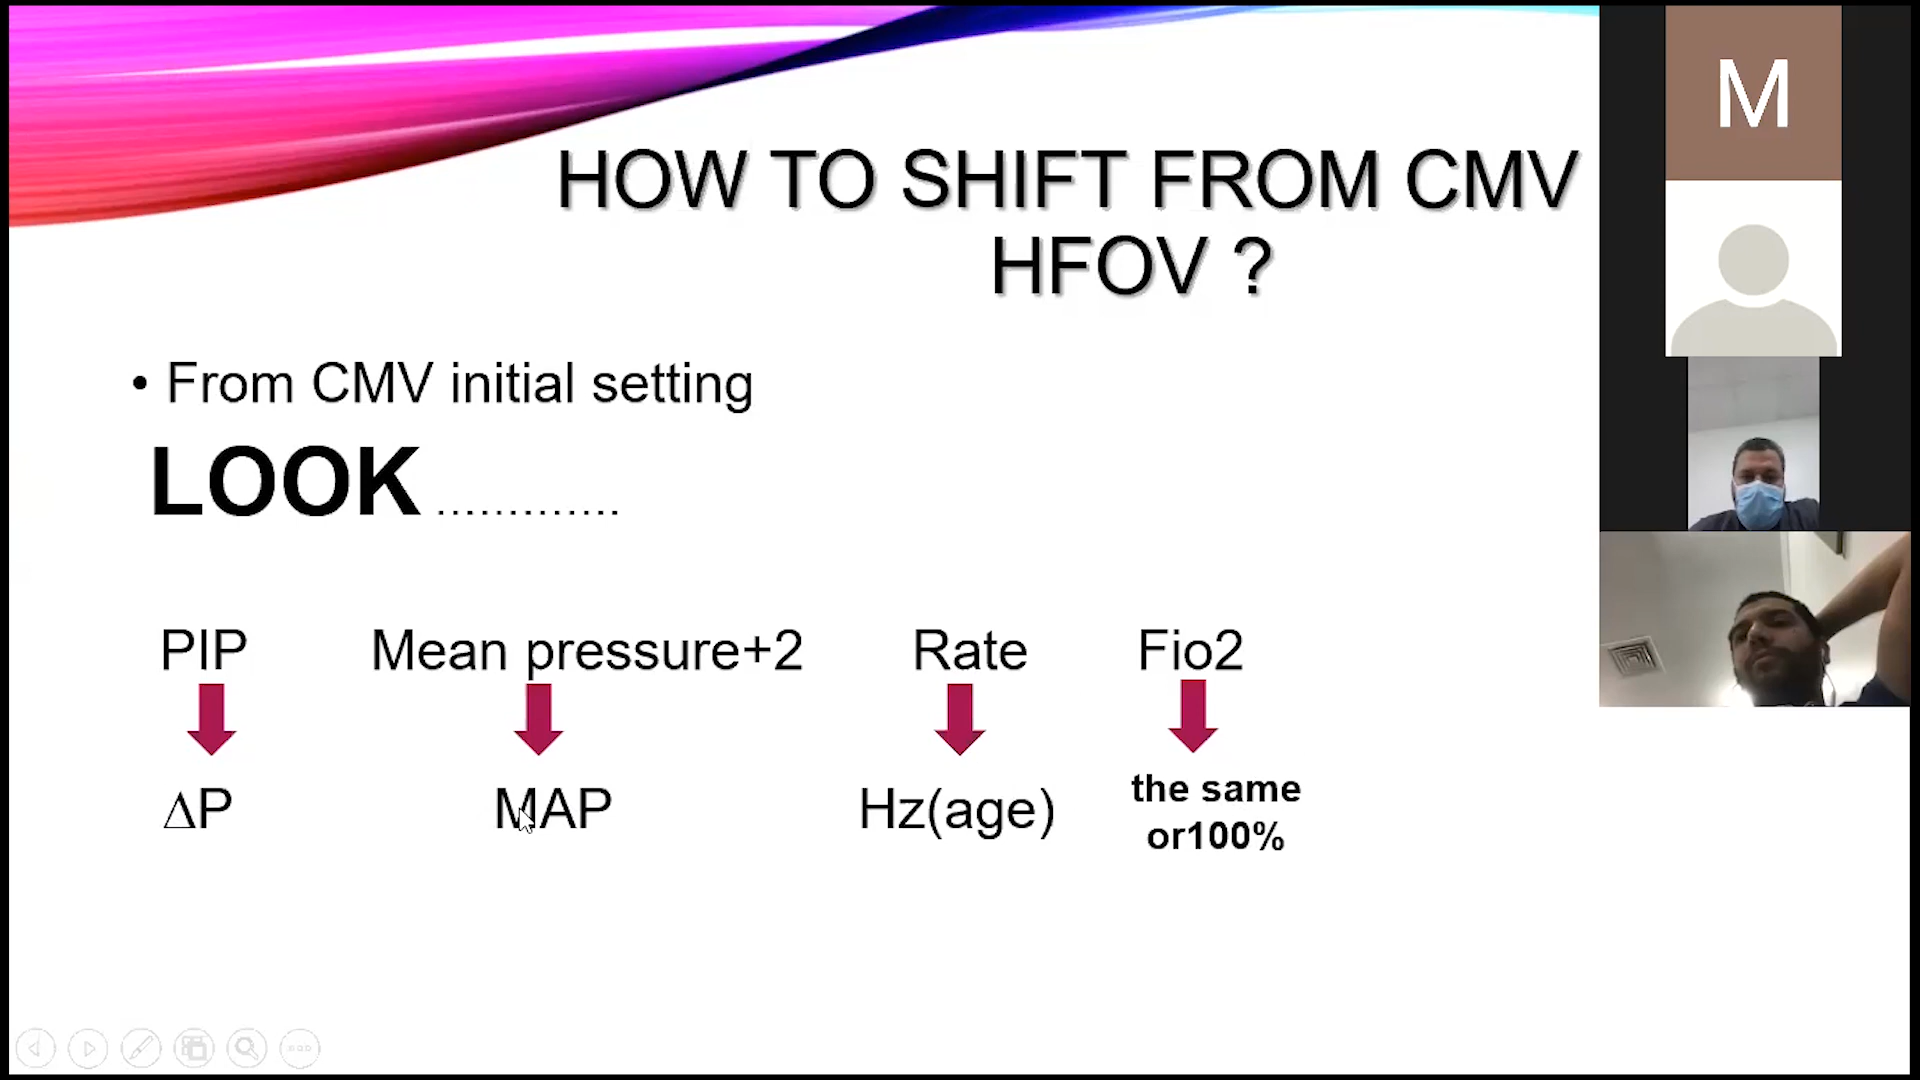 HOW TO SHIFT FROM CMV
HFOV ?
• From CMV initial setting
LOOK .............
PIP Mean pressure+2 Rate Fio2
ΔP MAP Hz(age) the same
or100%
M